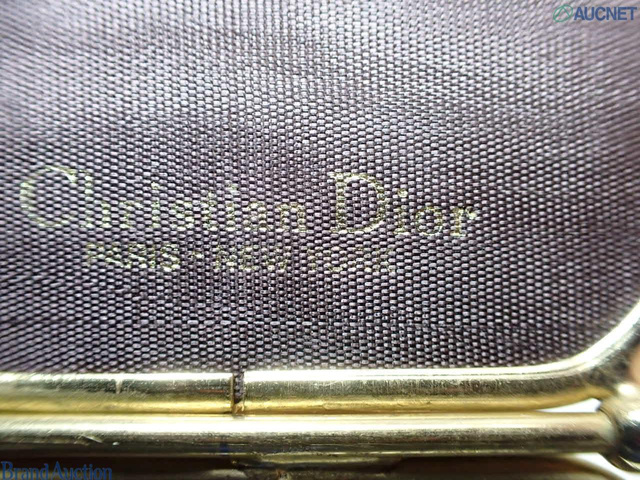 AUCNET
Christian Dior
PARIS · NEW YORK
Brand Auction